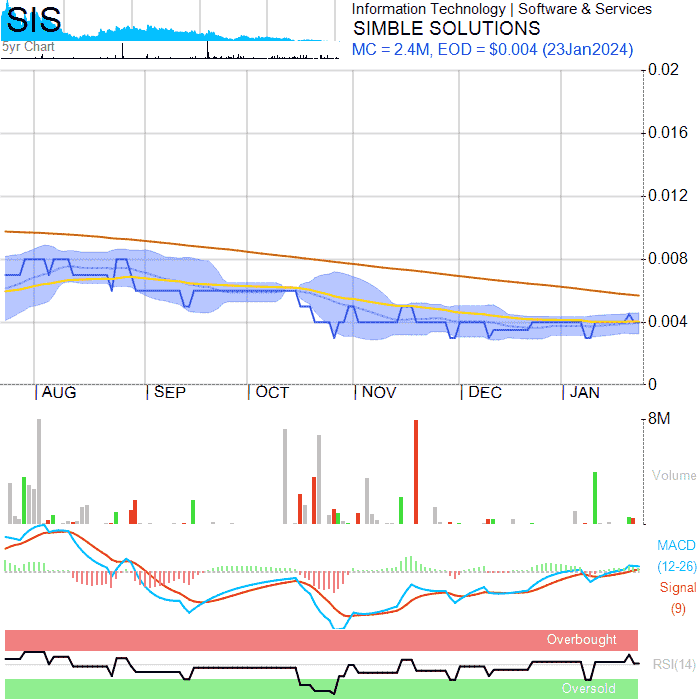 SIS
5yr Chart
Information Technology | Software & Services
SIMBLE SOLUTIONS
MC = 2.4M, EOD = $0.004 (23Jan2024)
0.02
0.016
0.012
0.008
0.004
0
AUG SEP OCT NOV DEC JAN
8M
Volume
MACD
(12-26)
Signal
(9)
Overbought
RSI(14)
Oversold